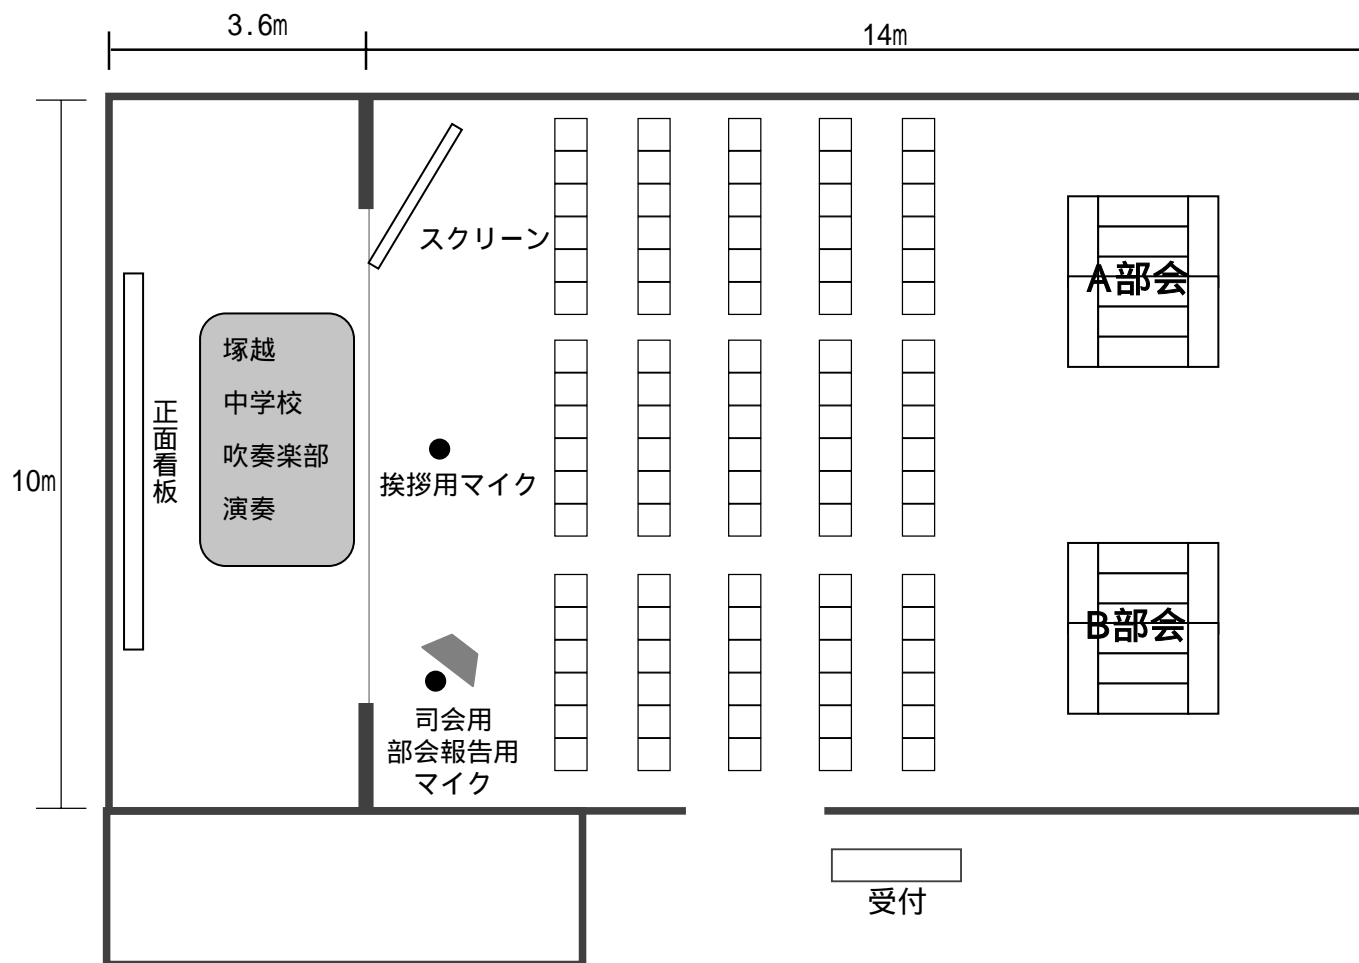 3.6m
14m
スクリーン
A部会
塚越
中学校
吹奏楽部
演奏
正面看板
10m
挨拶用マイク
B部会
司会用
部会報告用
マイク
受付